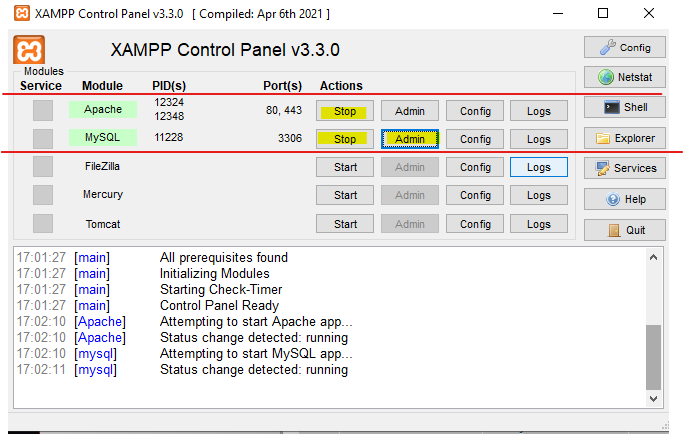 XAMPP Control Panel v3.3.0 [ Compiled: Apr 6th 2021 ]
XAMPP Control Panel v3.3.0
Config
Modules
Service Module PID(s) Port(s) Actions
Netstat
Apache 12324 12348 80, 443 Stop Admin Config Logs
Shell
MySQL 11228 3306 Stop Admin Config Logs
Explorer
FileZilla Start Admin Config Logs
Services
Mercury Start Admin Config Logs
Help
Tomcat Start Admin Config Logs
Quit
17:01:27 [main] All prerequisites found
17:01:27 [main] Initializing Modules
17:01:27 [main] Starting Check-Timer
17:01:27 [main] Control Panel Ready
17:02:10 [Apache] Attempting to start Apache app...
17:02:10 [Apache] Status change detected: running
17:02:10 [mysql] Attempting to start MySQL app...
17:02:11 [mysql] Status change detected: running